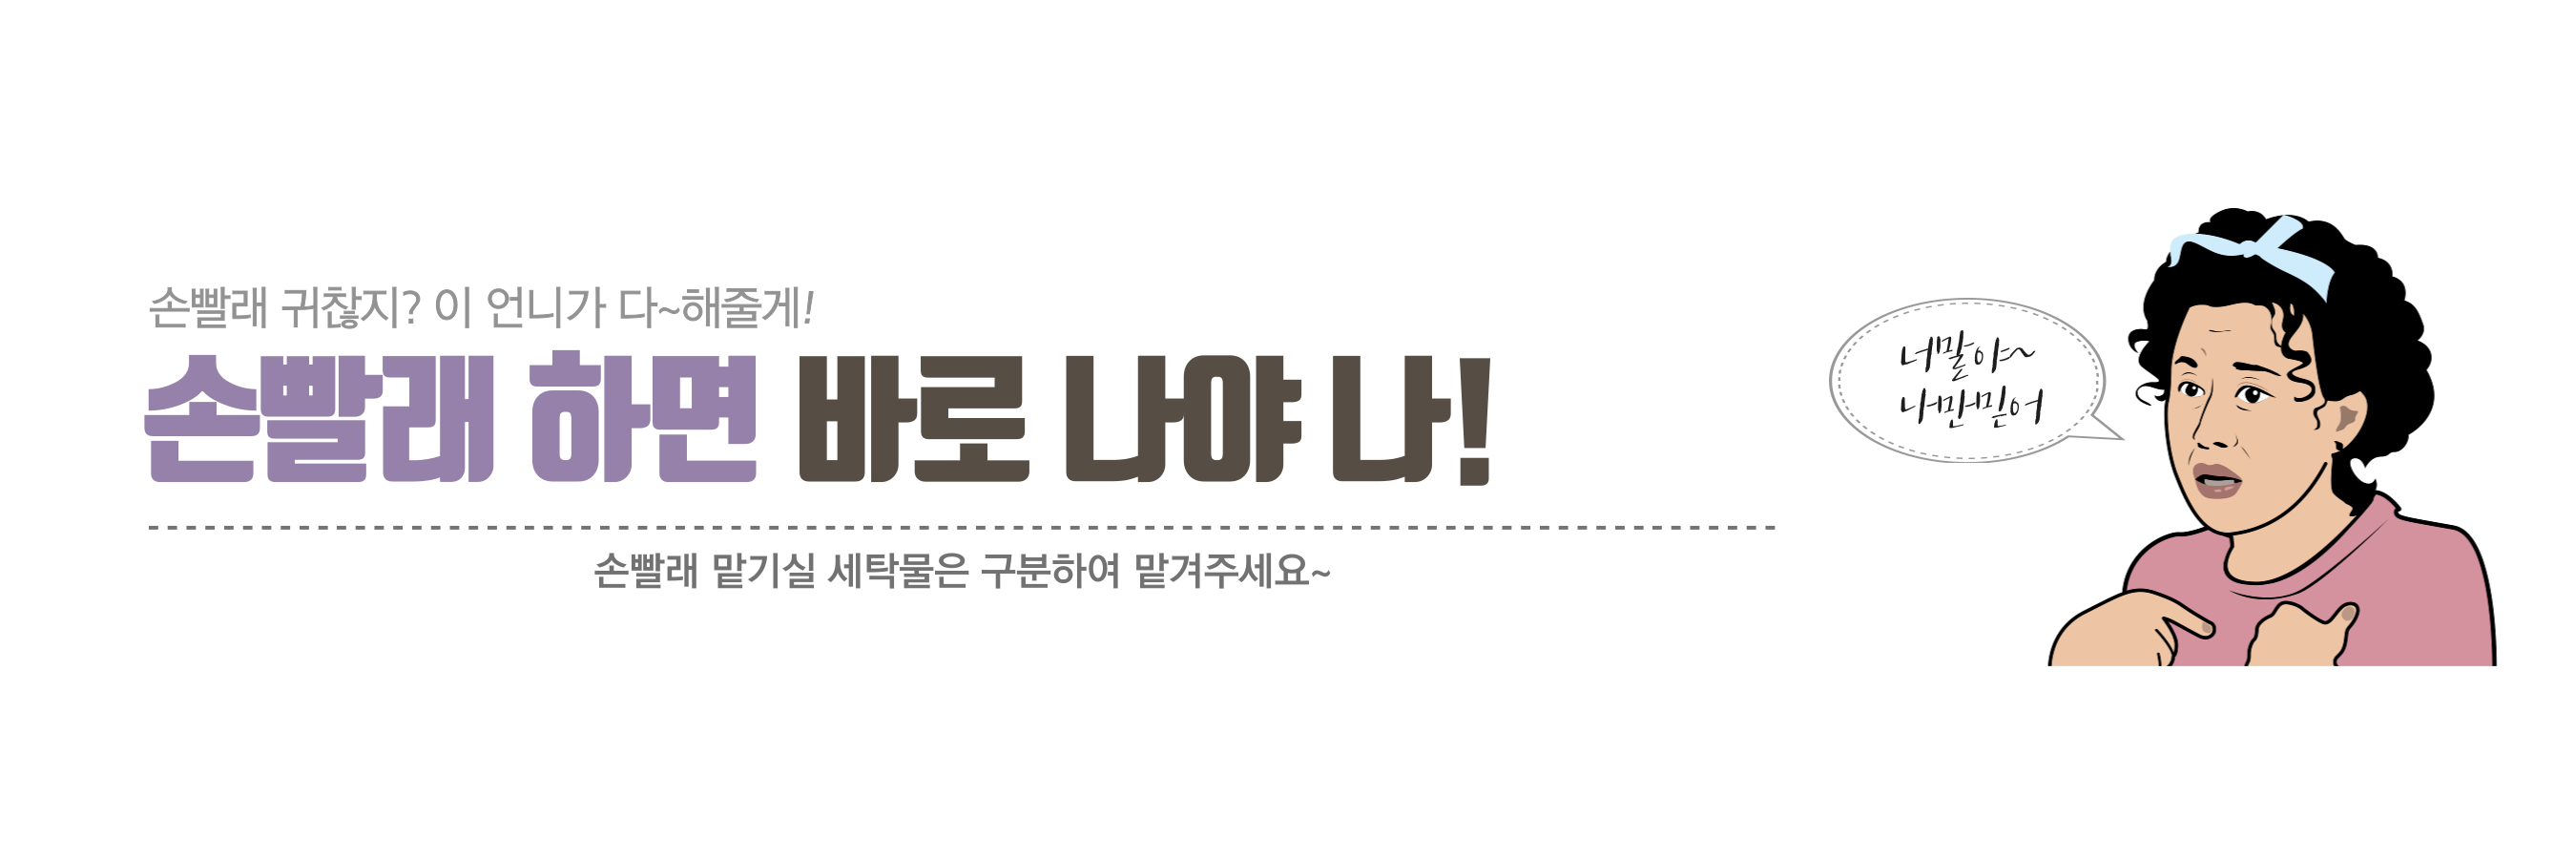 손빨래 귀찮지? 이 언니가 다~해줄게!
손빨래 하면 바로 나야 나!
손빨래 맡기실 세탁물은 구분하여 맡겨주세요~
너말야~
나만믿어